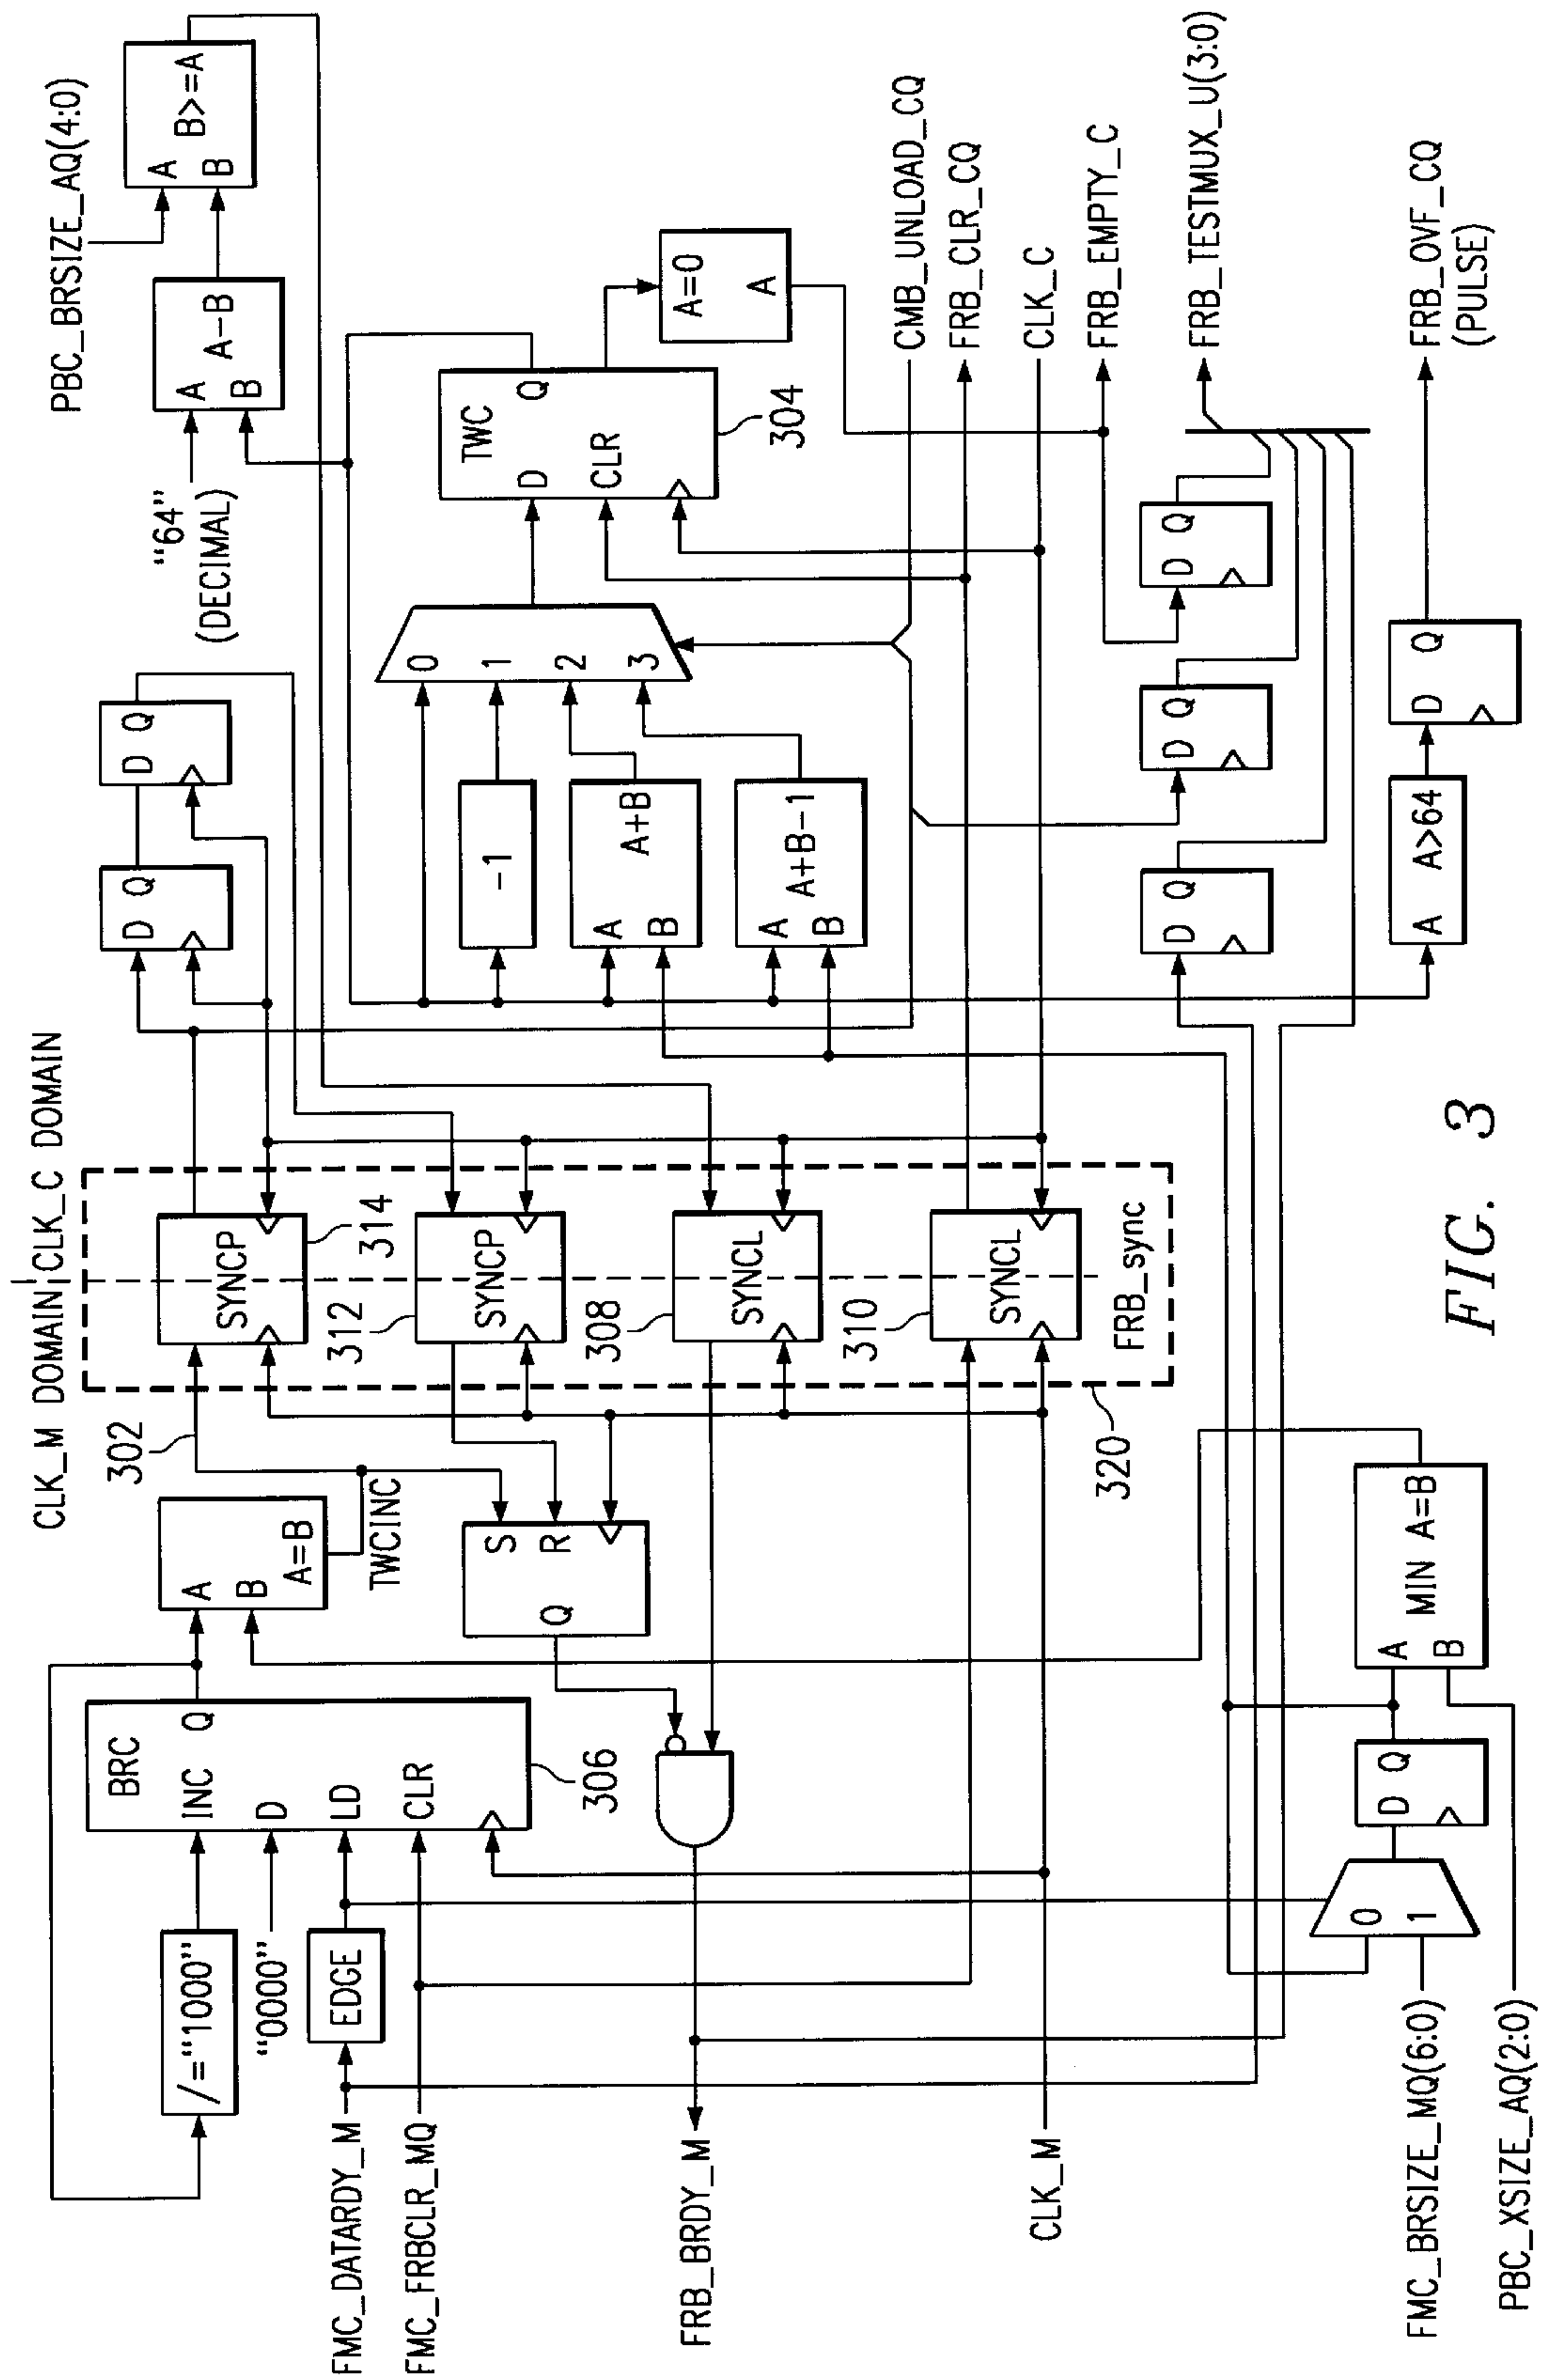 CLK_M DOMAIN
CLK_C DOMAIN
PBC_BRSIZE_AQ(4:0)
"64"
(DECIMAL)
A
B
A-B
A
B
B>=A
302
TWCINC
BRC
INC
Q
D
LD
CLR
306
/="1000"
"0000"
EDGE
A
B
A=B
S
R
Q
SYNCP
314
SYNCP
312
SYNCL
308
SYNCL
310
FRB_sync
320
D
Q
D
Q
-1
A
B
A+B
A
B
A+B-1
0
1
2
3
TWC
D
Q
CLR
304
A=0
A
CMB_UNLOAD_CQ
FRB_CLR_CQ
CLK_C
FRB_EMPTY_C
FRB_TESTMUX_U(3:0)
FRB_OVF_CQ
(PULSE)
D
Q
D
Q
D
Q
A
A>64
D
Q
FMC_DATARDY_M
FMC_FRBCLR_MQ
FRB_BRDY_M
CLK_M
FMC_BRSIZE_MQ(6:0)
PBC_XSIZE_AQ(2:0)
0
1
D
Q
A
B
MIN A=B
FIG. 3